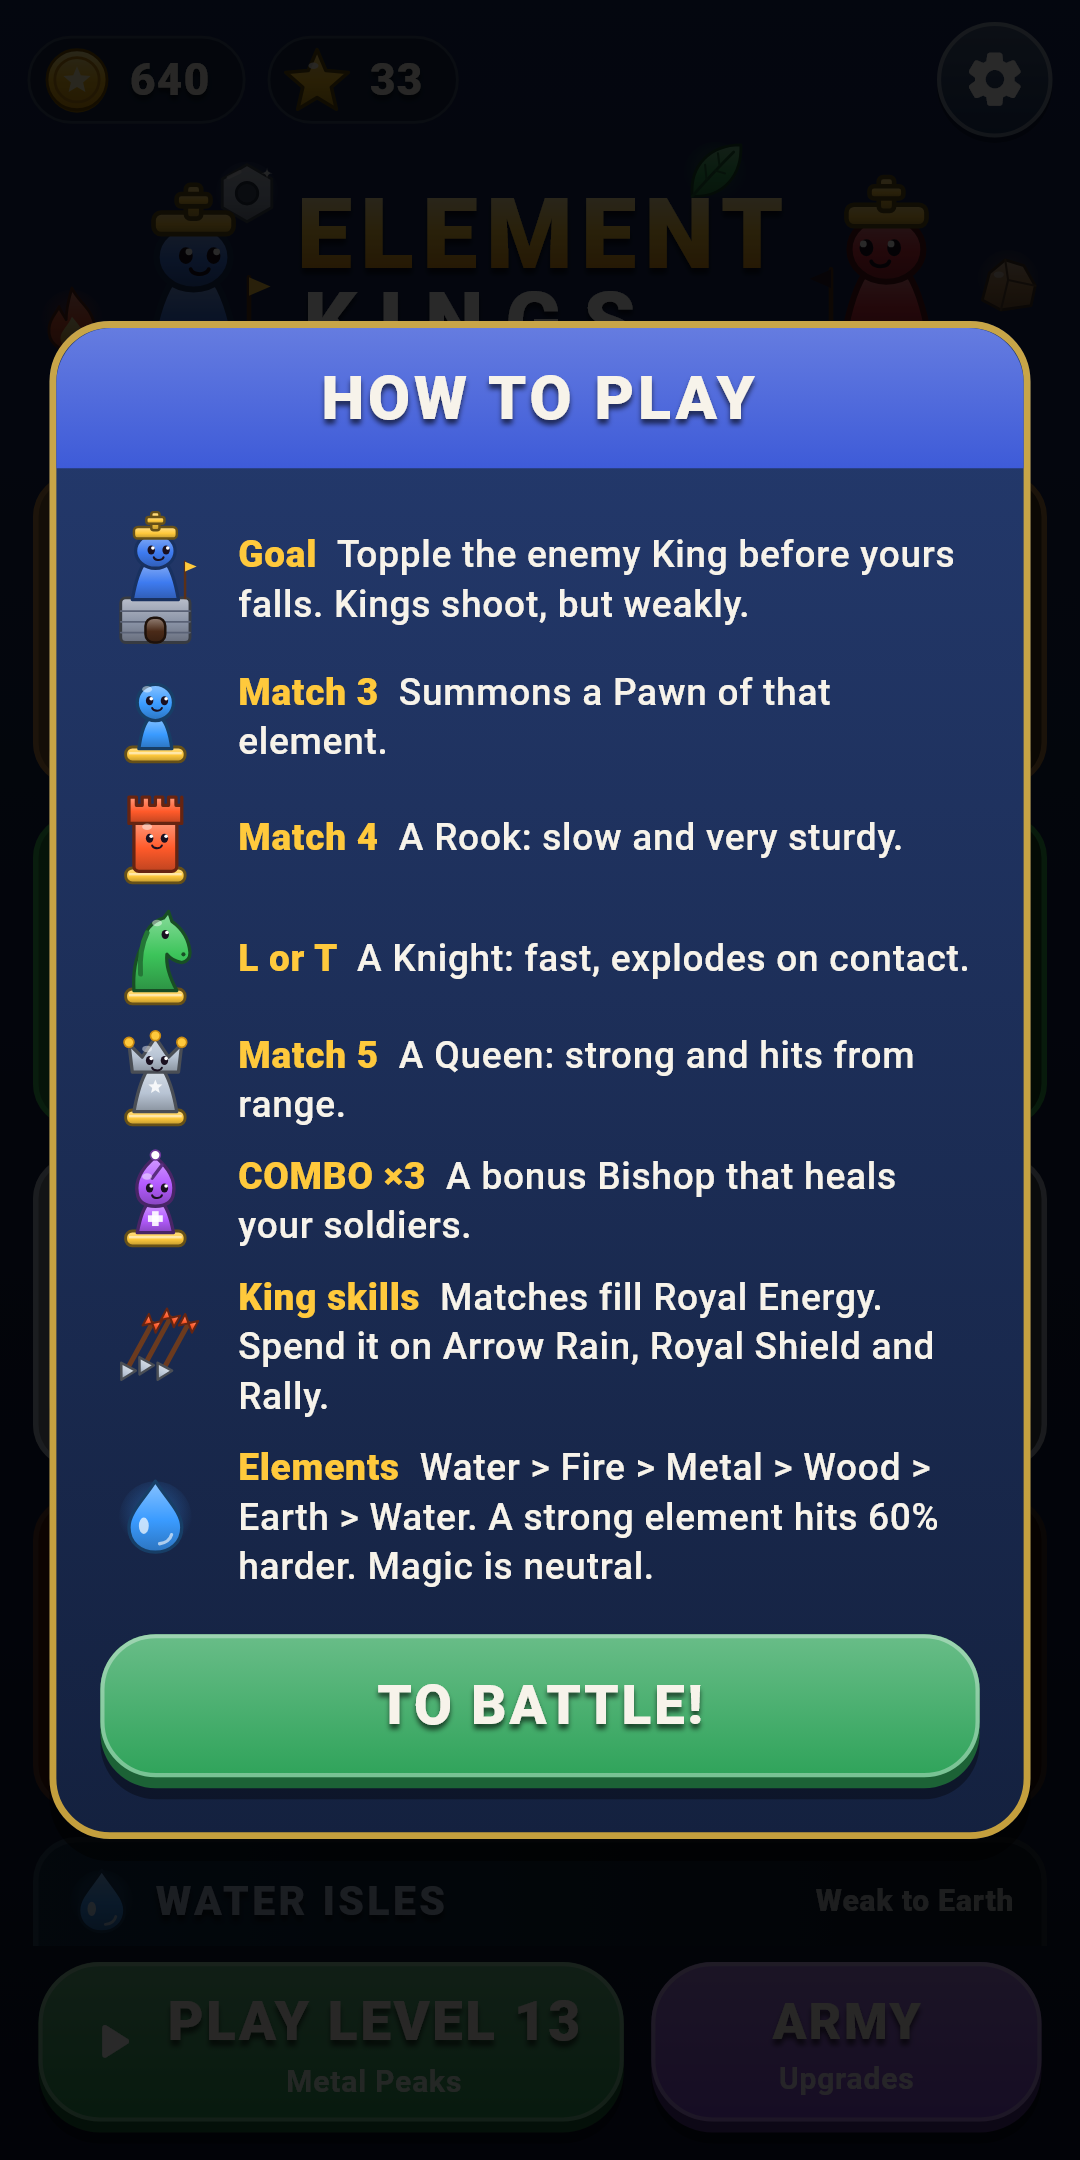 640
33
ELEMENT
KINGS
HOW TO PLAY
Goal Topple the enemy King before yours
falls. Kings shoot, but weakly.
Match 3 Summons a Pawn of that
element.
Match 4 A Rook: slow and very sturdy.
L or T A Knight: fast, explodes on contact.
Match 5 A Queen: strong and hits from
range.
COMBO ×3 A bonus Bishop that heals
your soldiers.
King skills Matches fill Royal Energy.
Spend it on Arrow Rain, Royal Shield and
Rally.
Elements Water > Fire > Metal > Wood >
Earth > Water. A strong element hits 60%
harder. Magic is neutral.
TO BATTLE!
WATER ISLES
Weak to Earth
PLAY LEVEL 13
Metal Peaks
ARMY
Upgrades